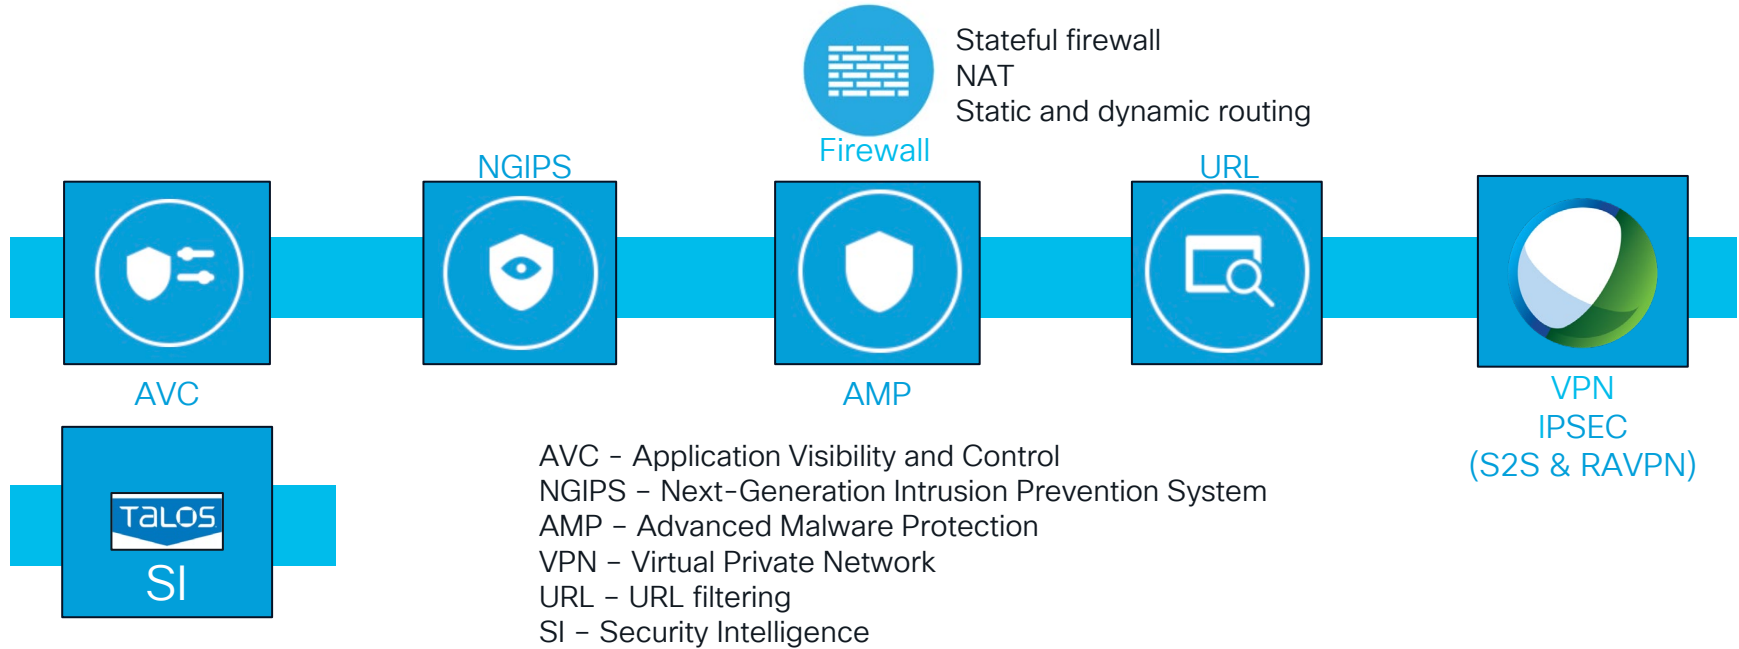 Stateful firewall
NAT
Static and dynamic routing
Firewall
NGIPS
URL
AVC
AMP
VPN
IPSEC
(S2S & RAVPN)
TALOS
SI
AVC - Application Visibility and Control
NGIPS – Next-Generation Intrusion Prevention System
AMP – Advanced Malware Protection
VPN – Virtual Private Network
URL – URL filtering
SI – Security Intelligence